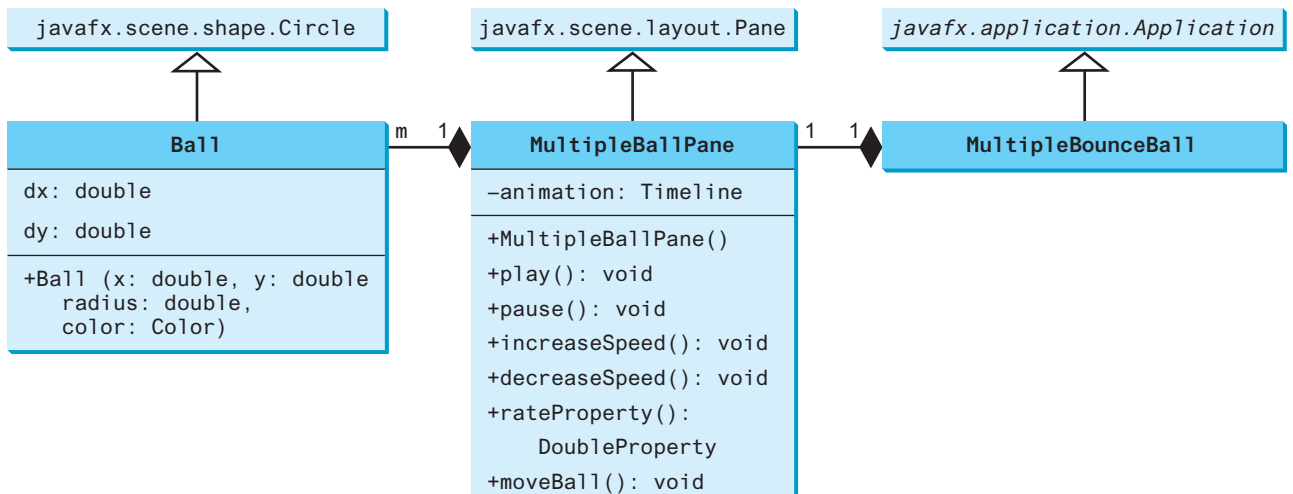 javafx.scene.shape.Circle
javafx.scene.layout.Pane
javafx.application.Application
Ball
m
1
MultipleBallPane
1
1
MultipleBounceBall
dx: double
dy: double
+Ball (x: double, y: double
radius: double,
color: Color)
–animation: Timeline
+MultipleBallPane()
+play(): void
+pause(): void
+increaseSpeed(): void
+decreaseSpeed(): void
+rateProperty():
DoubleProperty
+moveBall(): void